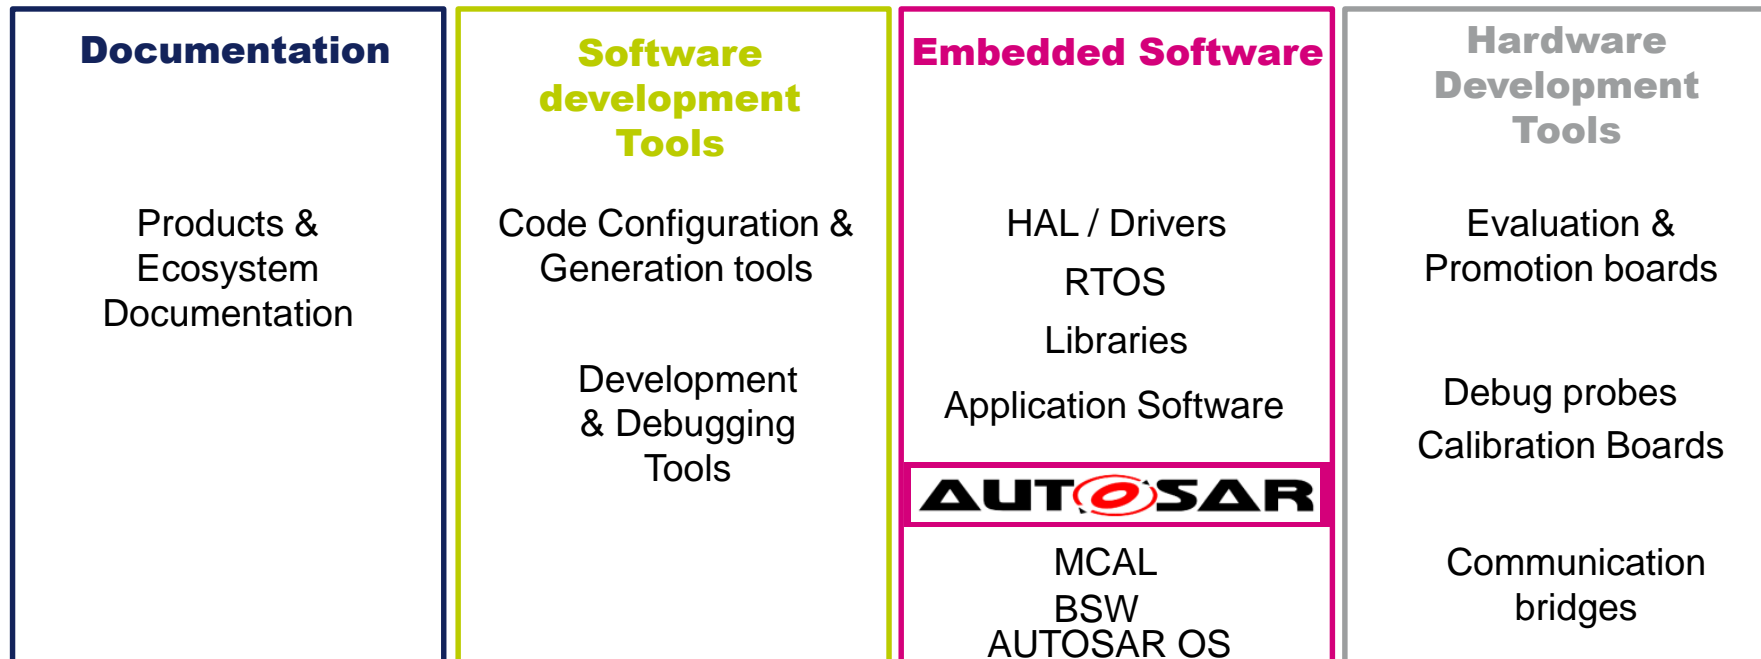 Documentation
Products &
Ecosystem
Documentation
Software
development
Tools
Code Configuration &
Generation tools
Development
& Debugging
Tools
Embedded Software
HAL / Drivers
RTOS
Libraries
Application Software
AUTOSAR
MCAL
BSW
AUTOSAR OS
Hardware
Development
Tools
Evaluation &
Promotion boards
Debug probes
Calibration Boards
Communication
bridges